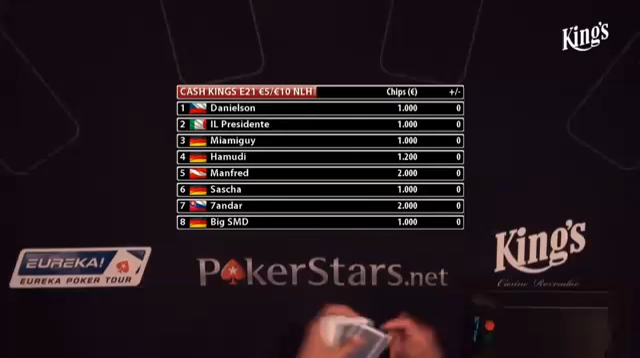 King's
CASH KINGS E21 €5/€10 NLH Chips (€) +/-
1 Danielson 1.000 0
2 IL Presidente 1.000 0
3 Miamiguy 1.000 0
4 Hamudi 1.200 0
5 Manfred 2.000 0
6 Sascha 1.000 0
7 7andar 2.000 0
8 Big SMD 1.000 0
EUREKA!
EUREKA POKER TOUR
PokerStars.net
King's
Casino Rozvadov